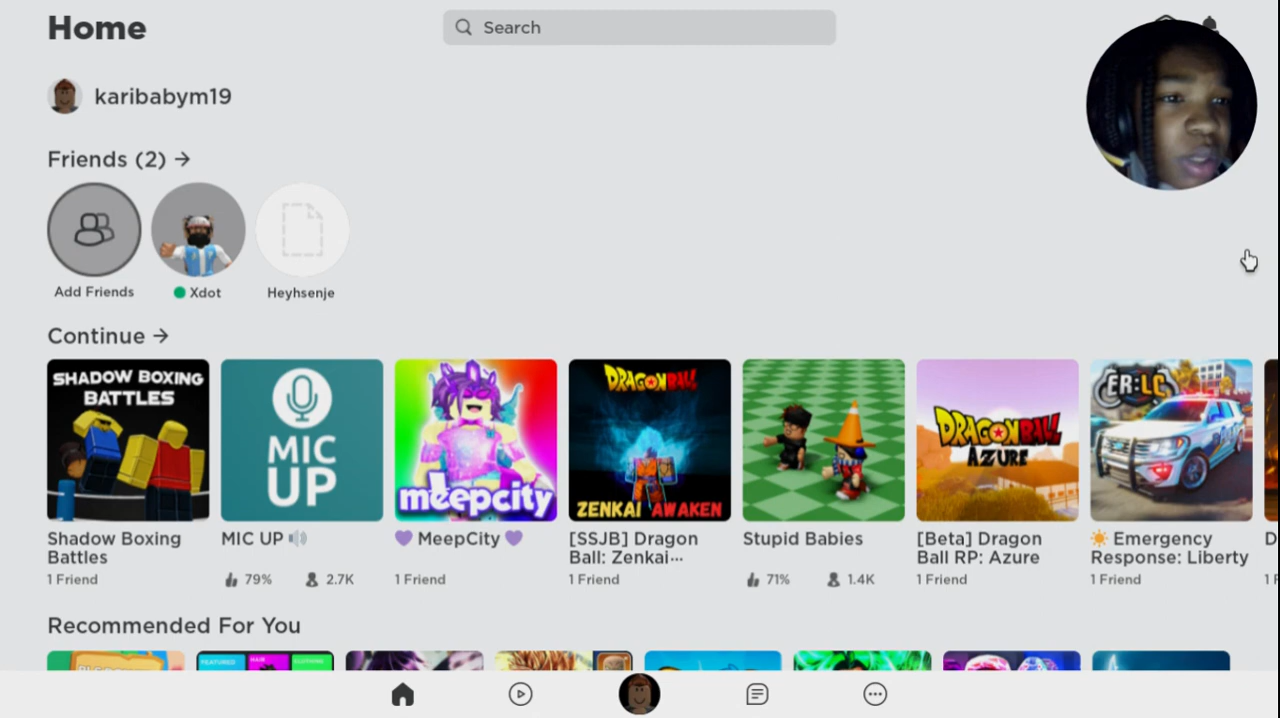 Home
Search
karibabym19
Friends (2) →
Add Friends
Xdot
Heyhsenje
Continue →
SHADOW BOXING
BATTLES
MIC
UP
meepcity
DRAGON BALL
ZENKAI AWAKEN
DRAGON BALL
AZURE
ER:LC
Shadow Boxing
Battles
1 Friend
MIC UP 🔊
79% 2.7K
💜 MeepCity 💜
1 Friend
[SSJB] Dragon
Ball: Zenkai...
1 Friend
Stupid Babies
71% 1.4K
[Beta] Dragon
Ball RP: Azure
1 Friend
☀️ Emergency
Response: Liberty
1 Friend
Recommended For You
FEATURED
HAIR
CLOTHING